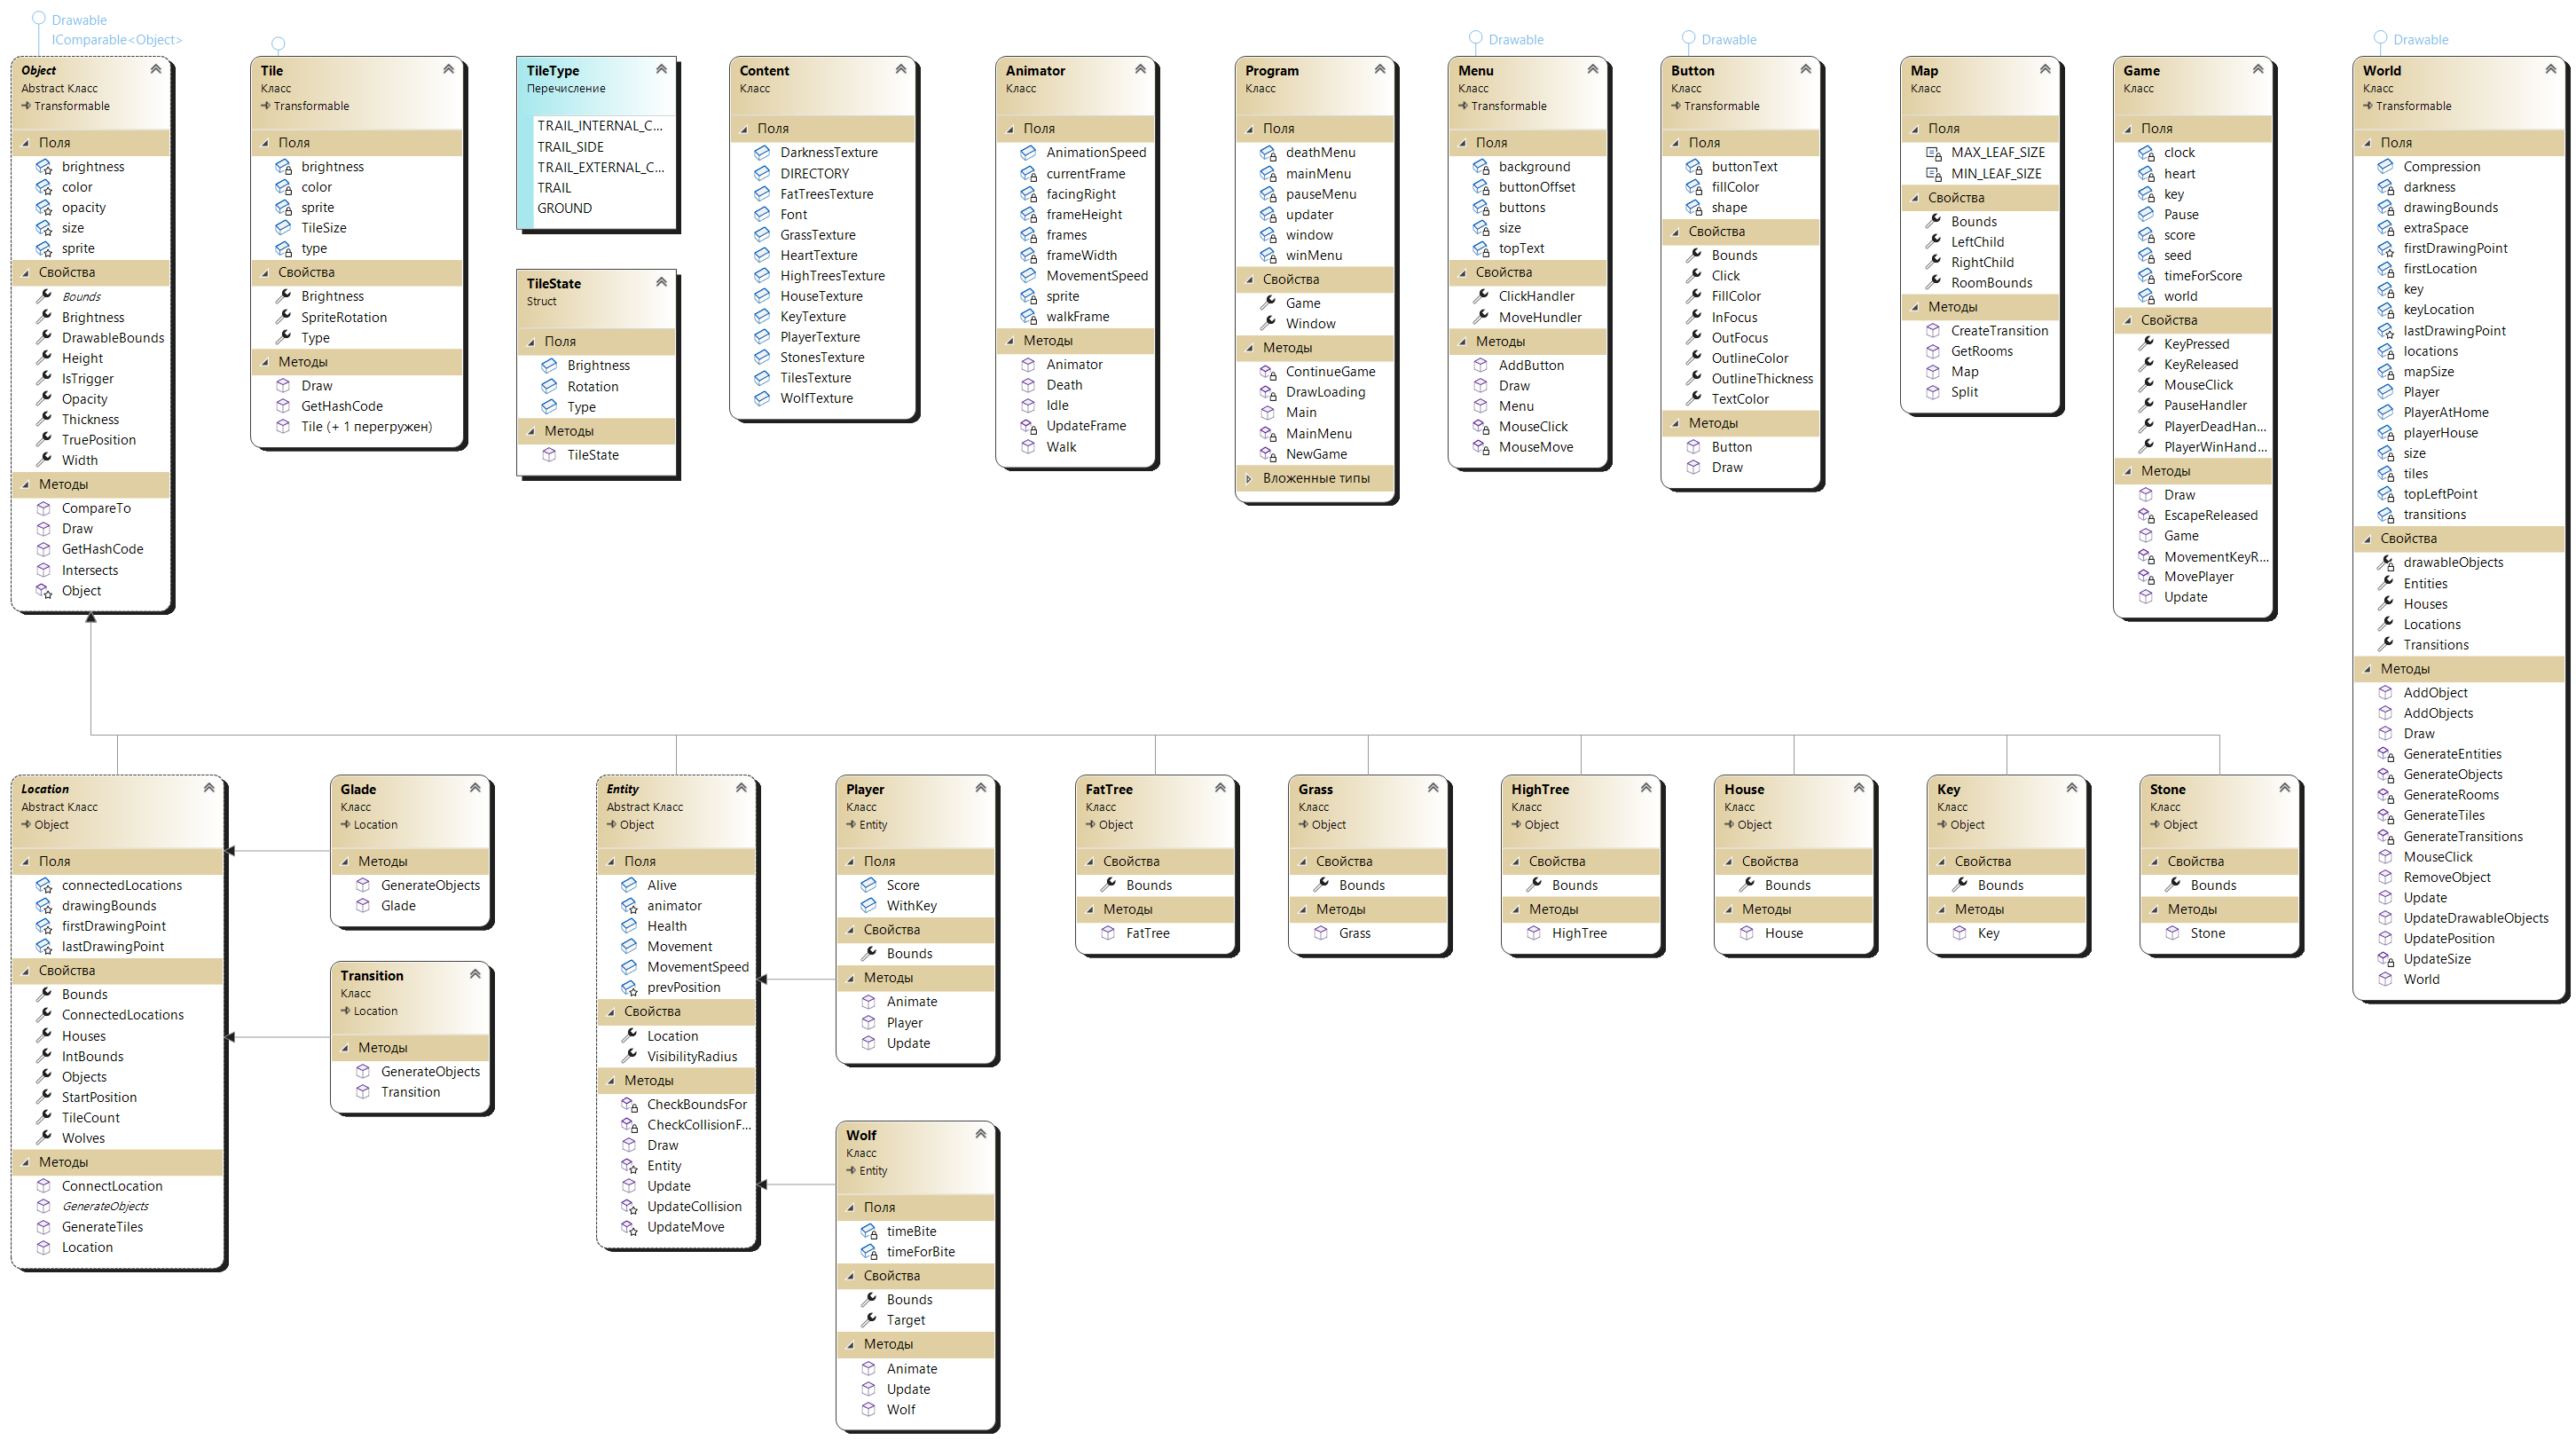 Drawable
IComparable<Object>
Object
Abstract Класс
Transformable
Поля
brightness
color
opacity
size
sprite
Свойства
Bounds
Brightness
DrawableBounds
Height
IsTrigger
Opacity
Thickness
TruePosition
Width
Методы
CompareTo
Draw
GetHashCode
Intersects
Object
Tile
Класс
Transformable
Поля
brightness
color
sprite
TileSize
type
Свойства
Brightness
SpriteRotation
Type
Методы
Draw
GetHashCode
Tile (+ 1 перегружен)
TileType
Перечисление
TRAIL_INTERNAL_C...
TRAIL_SIDE
TRAIL_EXTERNAL_C...
TRAIL
GROUND
TileState
Struct
Поля
Brightness
Rotation
Type
Методы
TileState
Content
Класс
Поля
DarknessTexture
DIRECTORY
FatTreesTexture
Font
GrassTexture
HeartTexture
HighTreesTexture
HouseTexture
KeyTexture
PlayerTexture
StonesTexture
TilesTexture
WolfTexture
Animator
Класс
Поля
AnimationSpeed
currentFrame
facingRight
frameHeight
frames
frameWidth
MovementSpeed
sprite
walkFrame
Методы
Animator
Death
Idle
UpdateFrame
Walk
Program
Класс
Поля
deathMenu
mainMenu
pauseMenu
updater
window
winMenu
Свойства
Game
Window
Методы
ContinueGame
DrawLoading
Main
MainMenu
NewGame
Вложенные типы
Drawable
Menu
Класс
Transformable
Поля
background
buttonOffset
buttons
size
topText
Свойства
ClickHandler
MoveHundler
Методы
AddButton
Draw
Menu
MouseClick
MouseMove
Drawable
Button
Класс
Transformable
Поля
buttonText
fillColor
shape
Свойства
Bounds
Click
FillColor
InFocus
OutFocus
OutlineColor
OutlineThickness
TextColor
Методы
Button
Draw
Map
Класс
Поля
MAX_LEAF_SIZE
MIN_LEAF_SIZE
Свойства
Bounds
LeftChild
RightChild
RoomBounds
Методы
CreateTransition
GetRooms
Map
Split
Game
Класс
Поля
clock
heart
key
Pause
score
seed
timeForScore
world
Свойства
KeyPressed
KeyReleased
MouseClick
PauseHandler
PlayerDeadHan...
PlayerWinHand...
Методы
Draw
EscapeReleased
Game
MovementKeyR...
MovePlayer
Update
Drawable
World
Класс
Transformable
Поля
Compression
darkness
drawingBounds
extraSpace
firstDrawingPoint
firstLocation
key
keyLocation
lastDrawingPoint
locations
mapSize
Player
PlayerAtHome
playerHouse
size
tiles
topLeftPoint
transitions
Свойства
drawableObjects
Entities
Houses
Locations
Transitions
Методы
AddObject
AddObjects
Draw
GenerateEntities
GenerateObjects
GenerateRooms
GenerateTiles
GenerateTransitions
MouseClick
RemoveObject
Update
UpdateDrawableObjects
UpdatePosition
UpdateSize
World
Location
Abstract Класс
Object
Поля
connectedLocations
drawingBounds
firstDrawingPoint
lastDrawingPoint
Свойства
Bounds
ConnectedLocations
Houses
IntBounds
Objects
StartPosition
TileCount
Wolves
Методы
ConnectLocation
GenerateObjects
GenerateTiles
Location
Glade
Класс
Location
Методы
GenerateObjects
Glade
Transition
Класс
Location
Методы
GenerateObjects
Transition
Entity
Abstract Класс
Object
Поля
Alive
animator
Health
Movement
MovementSpeed
prevPosition
Свойства
Location
VisibilityRadius
Методы
CheckBoundsFor
CheckCollisionF...
Draw
Entity
Update
UpdateCollision
UpdateMove
Player
Класс
Entity
Поля
Score
WithKey
Свойства
Bounds
Методы
Animate
Player
Update
Wolf
Класс
Entity
Поля
timeBite
timeForBite
Свойства
Bounds
Target
Методы
Animate
Update
Wolf
FatTree
Класс
Object
Свойства
Bounds
Методы
FatTree
Grass
Класс
Object
Свойства
Bounds
Методы
Grass
HighTree
Класс
Object
Свойства
Bounds
Методы
HighTree
House
Класс
Object
Свойства
Bounds
Методы
House
Key
Класс
Object
Свойства
Bounds
Методы
Key
Stone
Класс
Object
Свойства
Bounds
Методы
Stone